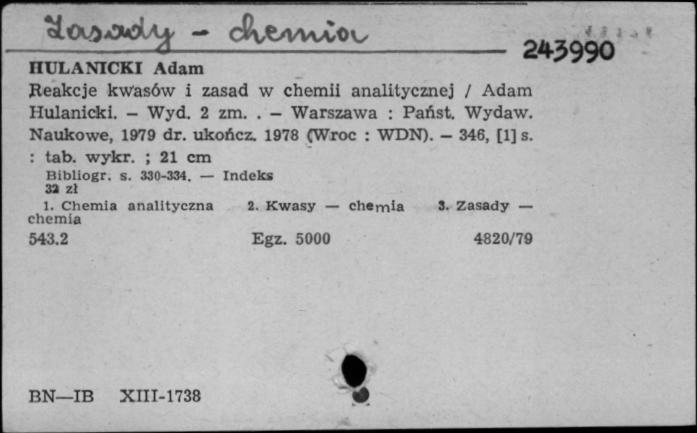 Zasady - chemia
243990
HULANICKI Adam
Reakcje kwasów i zasad w chemii analitycznej / Adam
Hulanicki. — Wyd. 2 zm. . — Warszawa : Państ. Wydaw.
Naukowe, 1979 dr. ukończ. 1978 (Wroc : WDN). — 346, [1] s.
: tab. wykr. ; 21 cm
Bibliogr. s. 330-334. — Indeks
32 zł
1. Chemia analityczna 2. Kwasy — chemia 3. Zasady —
chemia
543.2 Egz. 5000 4820/79
BN—IB XIII-1738